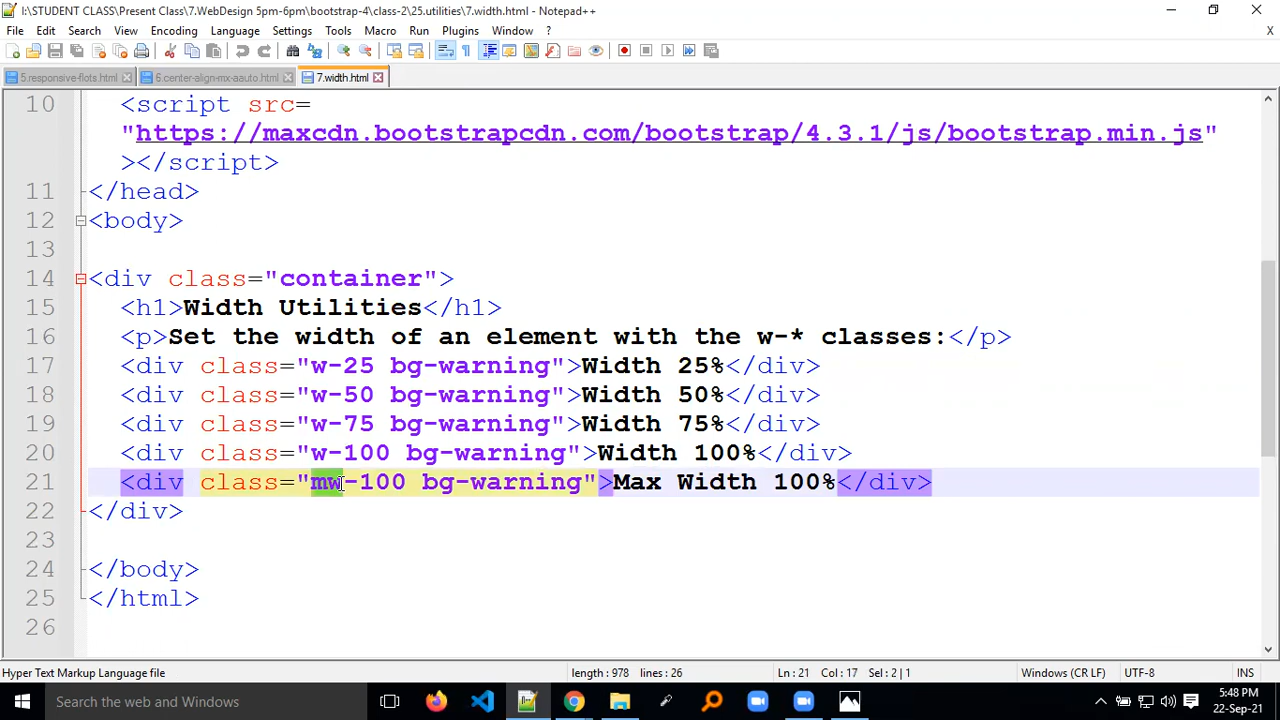 I:\STUDENT CLASS\Present Class\7.WebDesign 5pm-6pm\bootstrap-4\class-2\25.utilities\7.width.html - Notepad++
File Edit Search View Encoding Language Settings Tools Macro Run Plugins Window ? X
5.responsive-flots.html 6.center-align-mx-aauto.html 7.width.html
10 <script src=
"https://maxcdn.bootstrapcdn.com/bootstrap/4.3.1/js/bootstrap.min.js"
></script>
11 </head>
12 <body>
13
14 <div class="container">
15 <h1>Width Utilities</h1>
16 <p>Set the width of an element with the w-* classes:</p>
17 <div class="w-25 bg-warning">Width 25%</div>
18 <div class="w-50 bg-warning">Width 50%</div>
19 <div class="w-75 bg-warning">Width 75%</div>
20 <div class="w-100 bg-warning">Width 100%</div>
21 <div class="mw-100 bg-warning">Max Width 100%</div>
22 </div>
23
24 </body>
25 </html>
26
Hyper Text Markup Language file length : 978 lines : 26 Ln : 21 Col : 17 Sel : 2 | 1 Windows (CR LF) UTF-8 INS
Search the web and Windows
5:48 PM
22-Sep-21